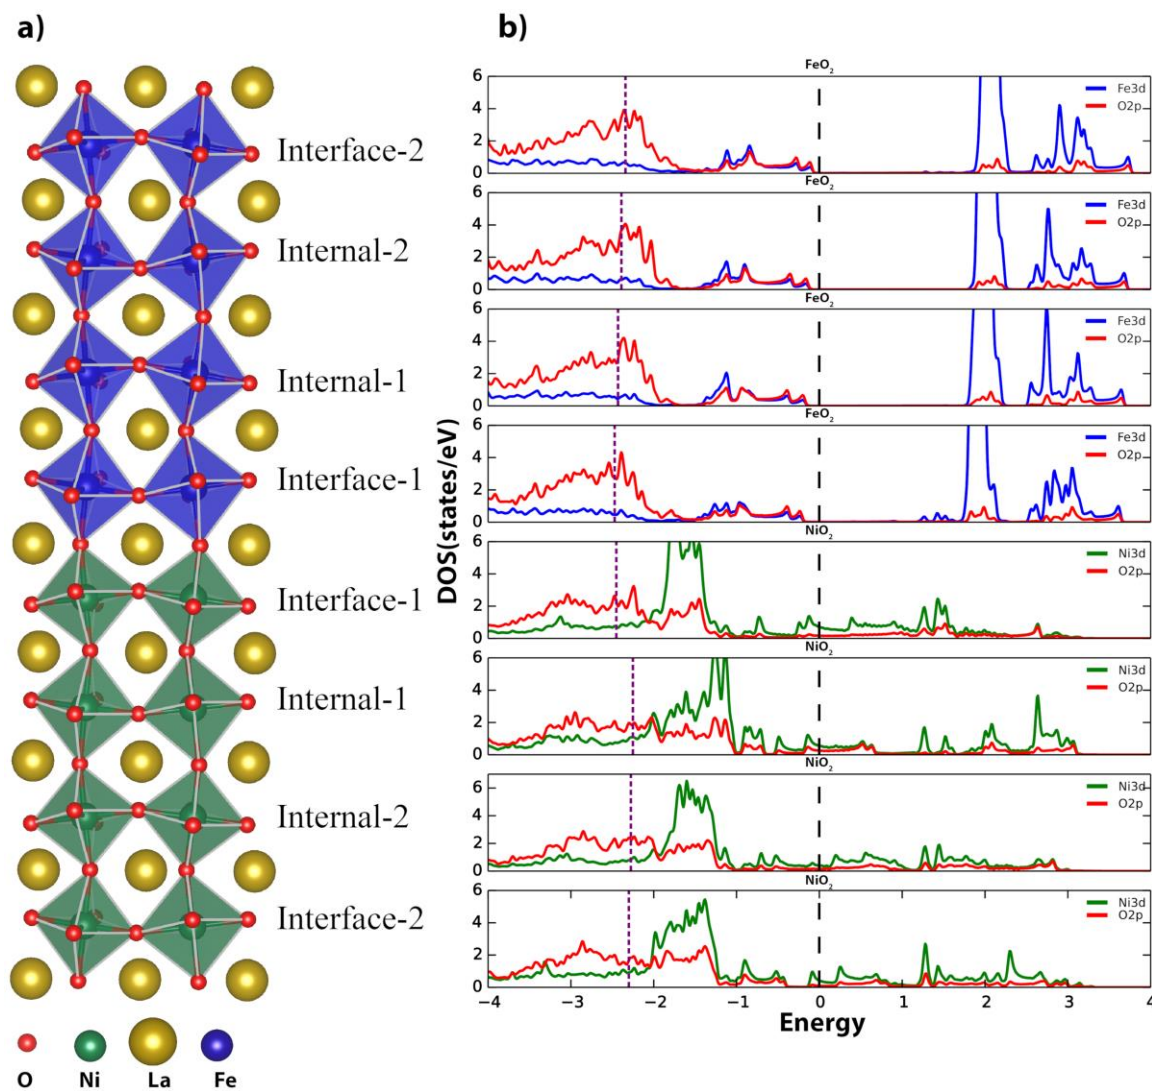 a)
Interface-2
Internal-2
Internal-1
Interface-1
Interface-1
Internal-1
Internal-2
Interface-2
O Ni La Fe
b)
DOS(states/eV)
FeO₂
6
4
2
0
Fe3d
O2p
FeO₂
6
4
2
0
Fe3d
O2p
FeO₂
6
4
2
0
Fe3d
O2p
FeO₂
6
4
2
0
Fe3d
O2p
NiO₂
6
4
2
0
Ni3d
O2p
NiO₂
6
4
2
0
Ni3d
O2p
NiO₂
6
4
2
0
Ni3d
O2p
NiO₂
6
4
2
0
Ni3d
O2p
−4 −3 −2 −1 0 1 2 3 4
Energy